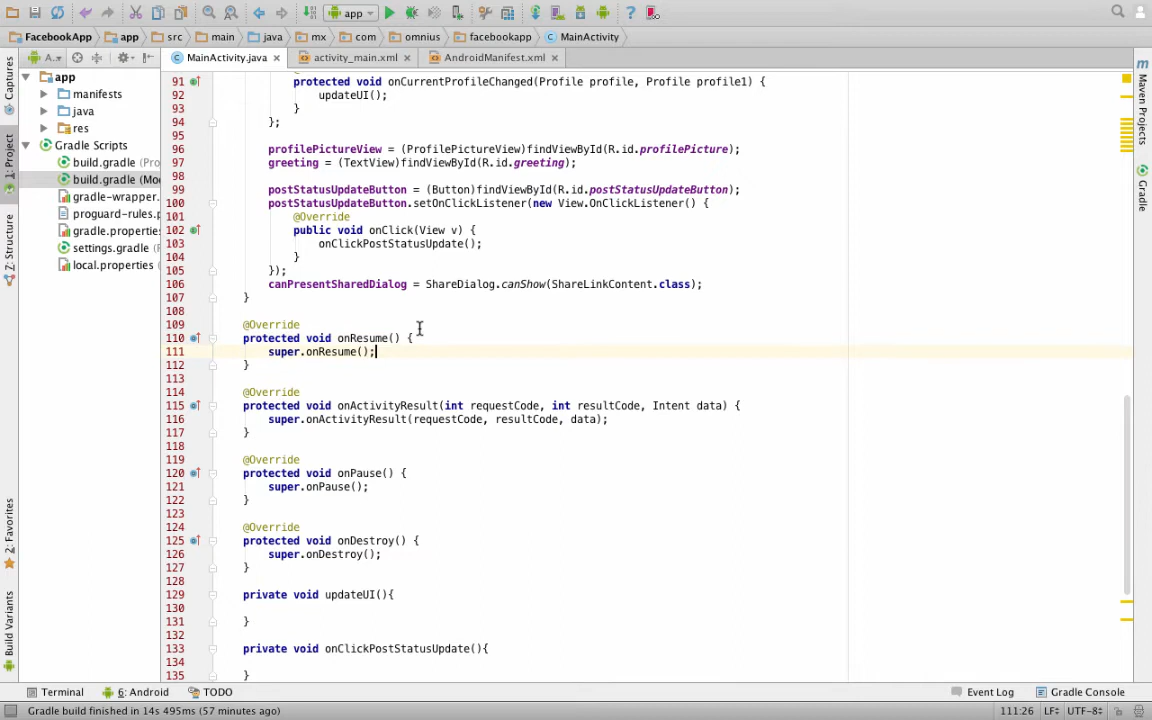 app
FacebookApp app src main java mx com omnius facebookapp MainActivity
A... MainActivity.java activity_main.xml AndroidManifest.xml
Captures
1: Project
Z: Structure
2: Favorites
Build Variants
app
manifests
java
res
Gradle Scripts
build.gradle (Pro
build.gradle (Mo
gradle-wrapper.
proguard-rules.p
gradle.properties
settings.gradle (P
local.properties
91 protected void onCurrentProfileChanged(Profile profile, Profile profile1) {
92 updateUI();
93 }
94 };
95
96 profilePictureView = (ProfilePictureView)findViewById(R.id.profilePicture);
97 greeting = (TextView)findViewById(R.id.greeting);
98
99 postStatusUpdateButton = (Button)findViewById(R.id.postStatusUpdateButton);
100 postStatusUpdateButton.setOnClickListener(new View.OnClickListener() {
101 @Override
102 public void onClick(View v) {
103 onClickPostStatusUpdate();
104 }
105 });
106 canPresentSharedDialog = ShareDialog.canShow(ShareLinkContent.class);
107 }
108
109 @Override
110 protected void onResume() {
111 super.onResume();
112 }
113
114 @Override
115 protected void onActivityResult(int requestCode, int resultCode, Intent data) {
116 super.onActivityResult(requestCode, resultCode, data);
117 }
118
119 @Override
120 protected void onPause() {
121 super.onPause();
122 }
123
124 @Override
125 protected void onDestroy() {
126 super.onDestroy();
127 }
128
129 private void updateUI(){
130
131 }
132
133 private void onClickPostStatusUpdate(){
134
135 }
m
Maven Projects
Gradle
Terminal 6: Android TODO Event Log Gradle Console
Gradle build finished in 14s 495ms (57 minutes ago) 111:26 LF÷ UTF-8÷